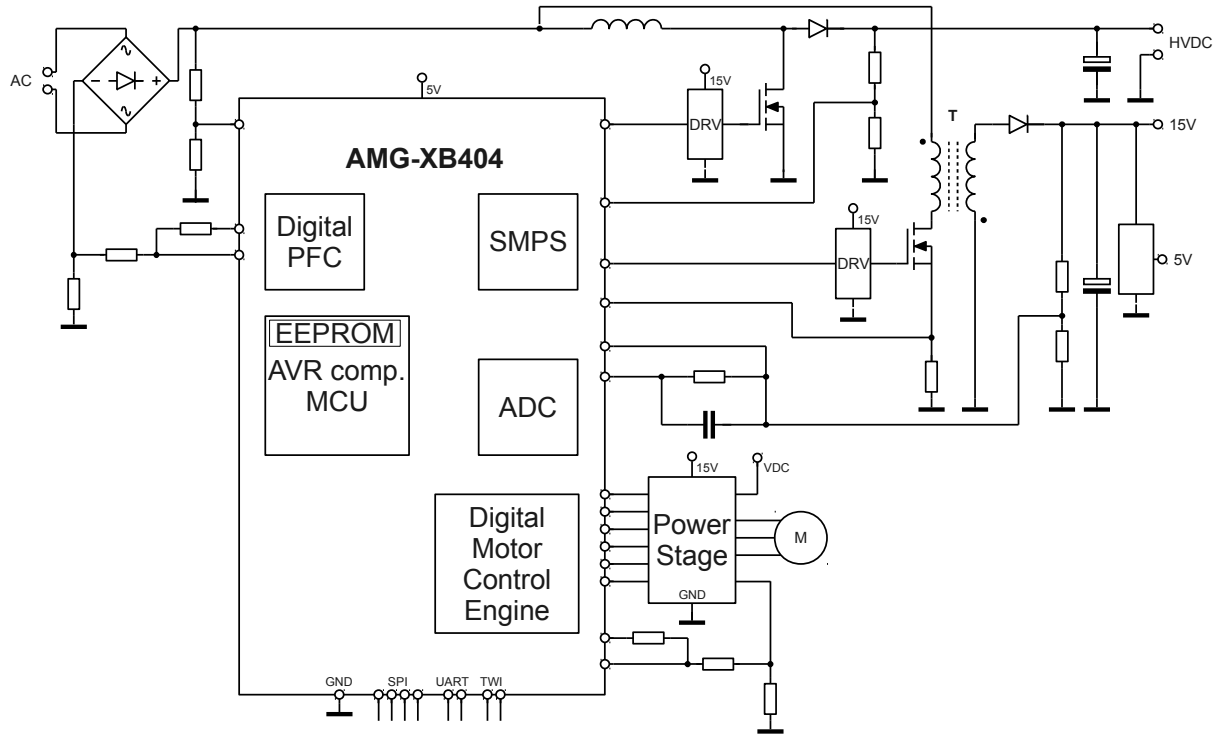 HVDC
AC
− +
5V
15V
T
DRV
15V
AMG-XB404
Digital
PFC
SMPS
15V
DRV
5V
EEPROM
AVR comp.
MCU
ADC
15V
VDC
Digital
Motor
Control
Engine
Power
Stage
GND
M
GND
SPI
UART
TWI